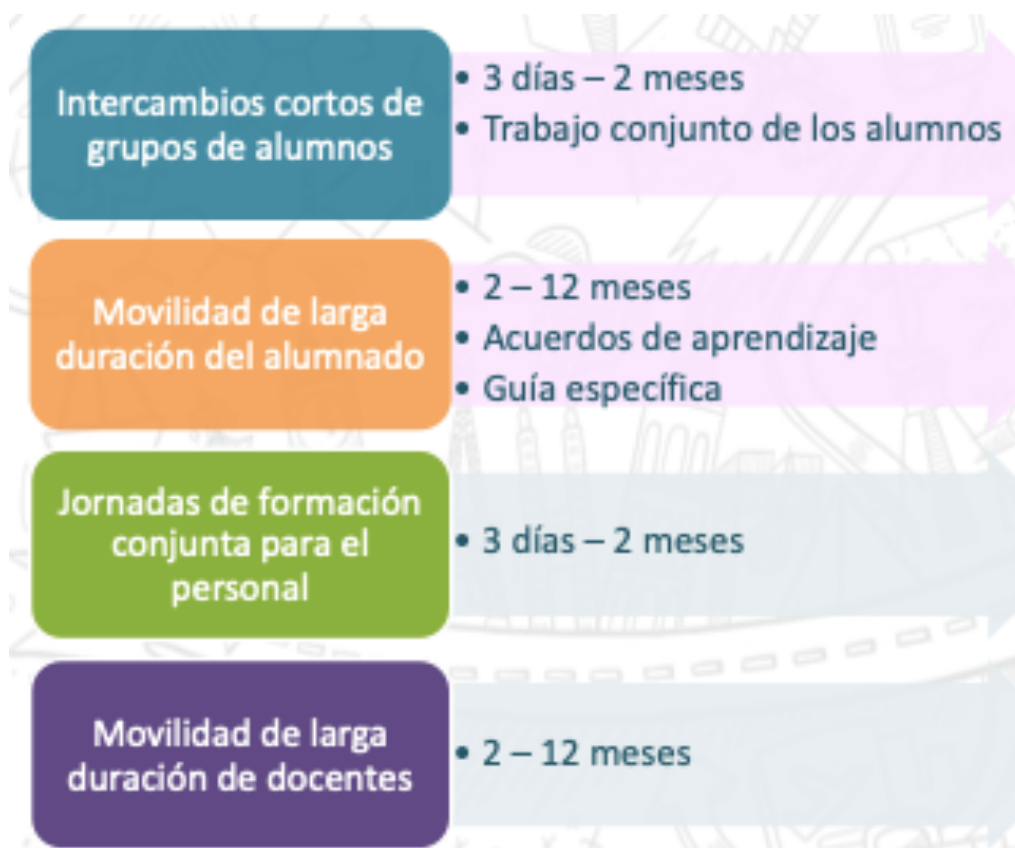 Intercambios cortos de
grupos de alumnos
• 3 días – 2 meses
• Trabajo conjunto de los alumnos
Movilidad de larga
duración del alumnado
• 2 – 12 meses
• Acuerdos de aprendizaje
• Guía específica
Jornadas de formación
conjunta para el
personal
• 3 días – 2 meses
Movilidad de larga
duración de docentes
• 2 – 12 meses